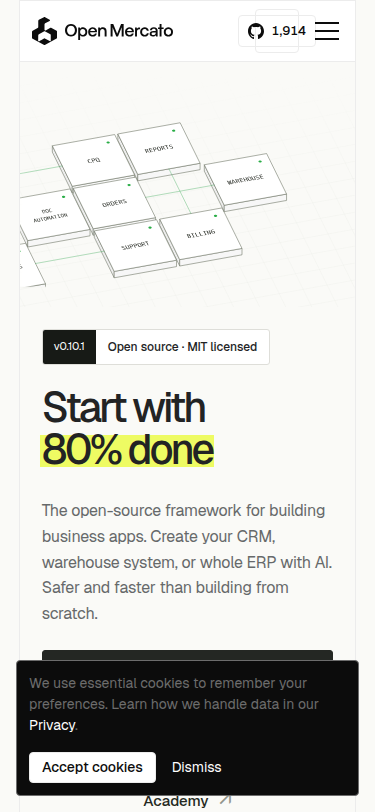 Open Mercato
1,914
CPQ
REPORTS
WAREHOUSE
DOC
AUTOMATION
ORDERS
SUPPORT
BILLING
v0.10.1
Open source · MIT licensed
Start with
80% done
The open-source framework for building
business apps. Create your CRM,
warehouse system, or whole ERP with AI.
Safer and faster than building from
scratch.
We use essential cookies to remember your
preferences. Learn how we handle data in our
Privacy.
Accept cookies
Dismiss
Academy